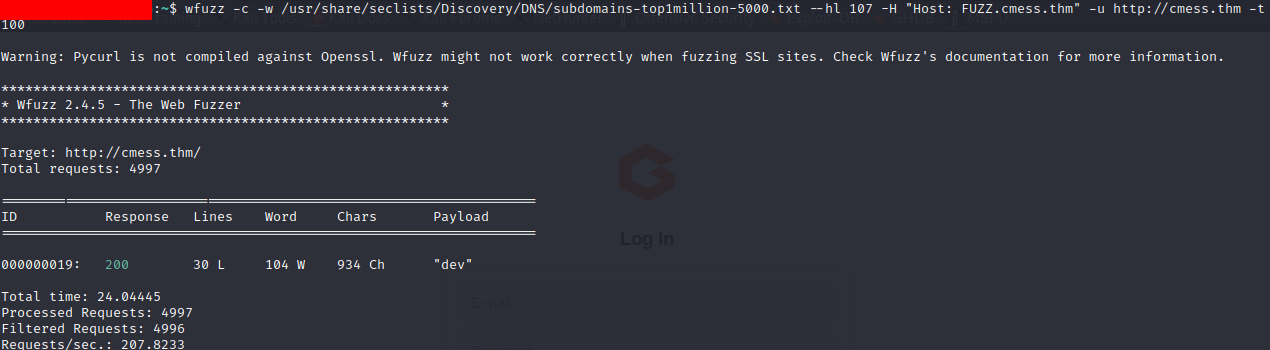 :~$ wfuzz -c -w /usr/share/seclists/Discovery/DNS/subdomains-top1million-5000.txt --hl 107 -H "Host: FUZZ.cmess.thm" -u http://cmess.thm -t
100
Warning: Pycurl is not compiled against Openssl. Wfuzz might not work correctly when fuzzing SSL sites. Check Wfuzz's documentation for more information.
********************************************************
* Wfuzz 2.4.5 - The Web Fuzzer                         *
********************************************************
Target: http://cmess.thm/
Total requests: 4997
===================================================================
ID           Response   Lines    Word     Chars       Payload
===================================================================
000000019:   200        30 L     104 W    934 Ch      "dev"
Total time: 24.04445
Processed Requests: 4997
Filtered Requests: 4996
Requests/sec.: 207.8233
Log In
E-mail